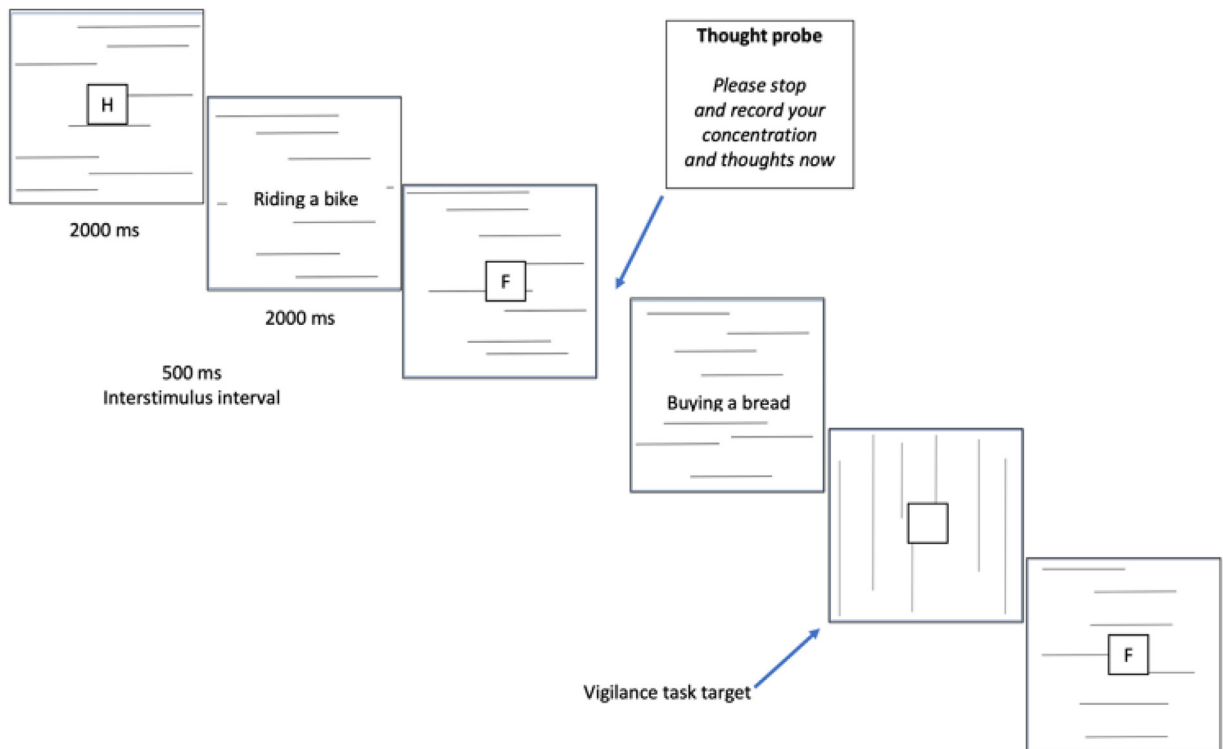 H
2000 ms
Riding a bike
2000 ms
500 ms
Interstimulus interval
F
Thought probe
Please stop
and record your
concentration
and thoughts now
Buying a bread
Vigilance task target
F